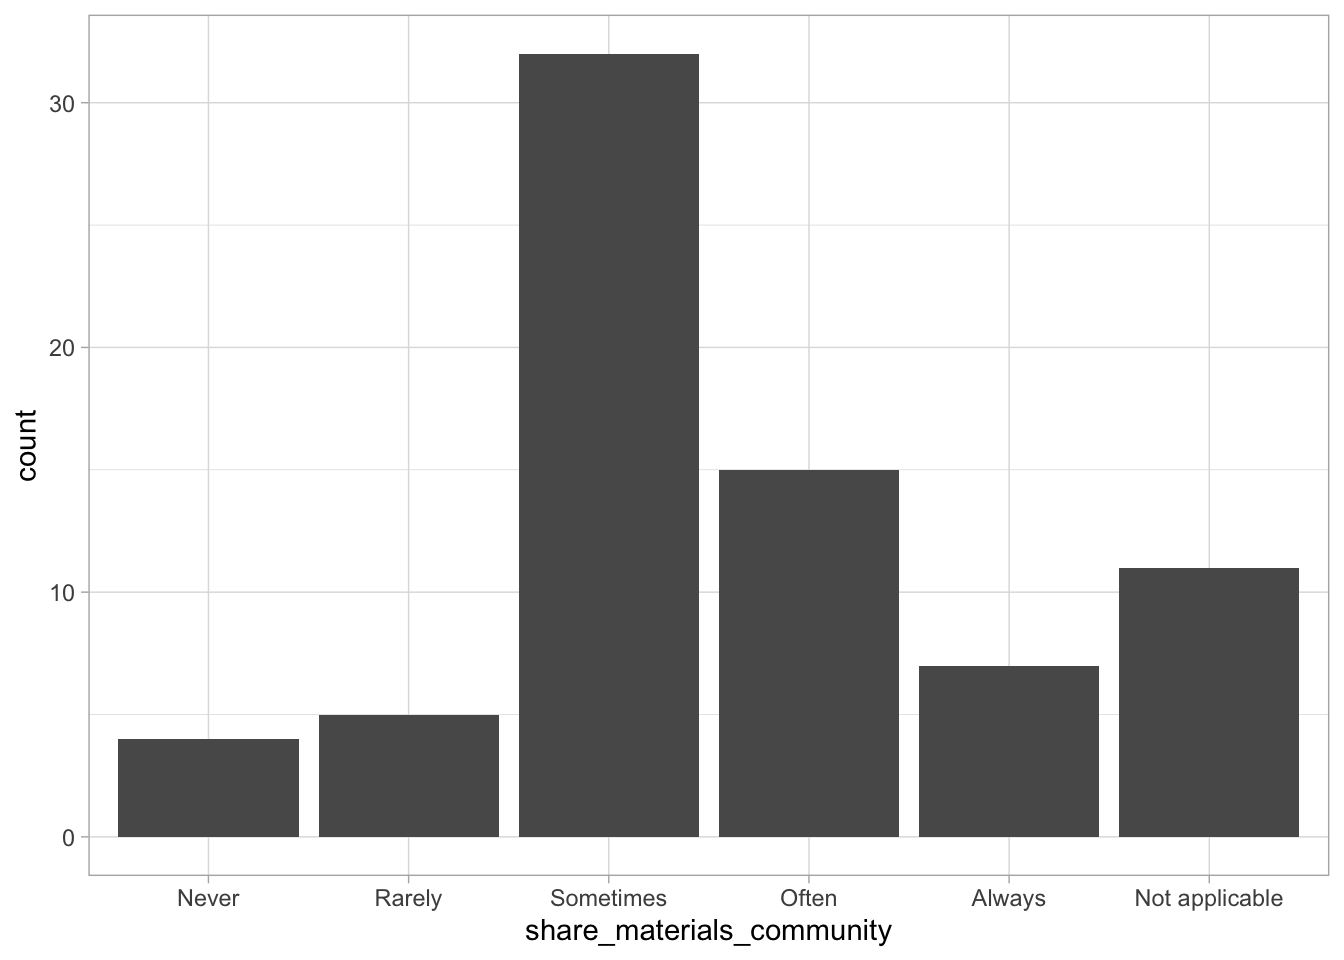 30
20
10
0
count
Never Rarely Sometimes Often Always Not applicable
share_materials_community